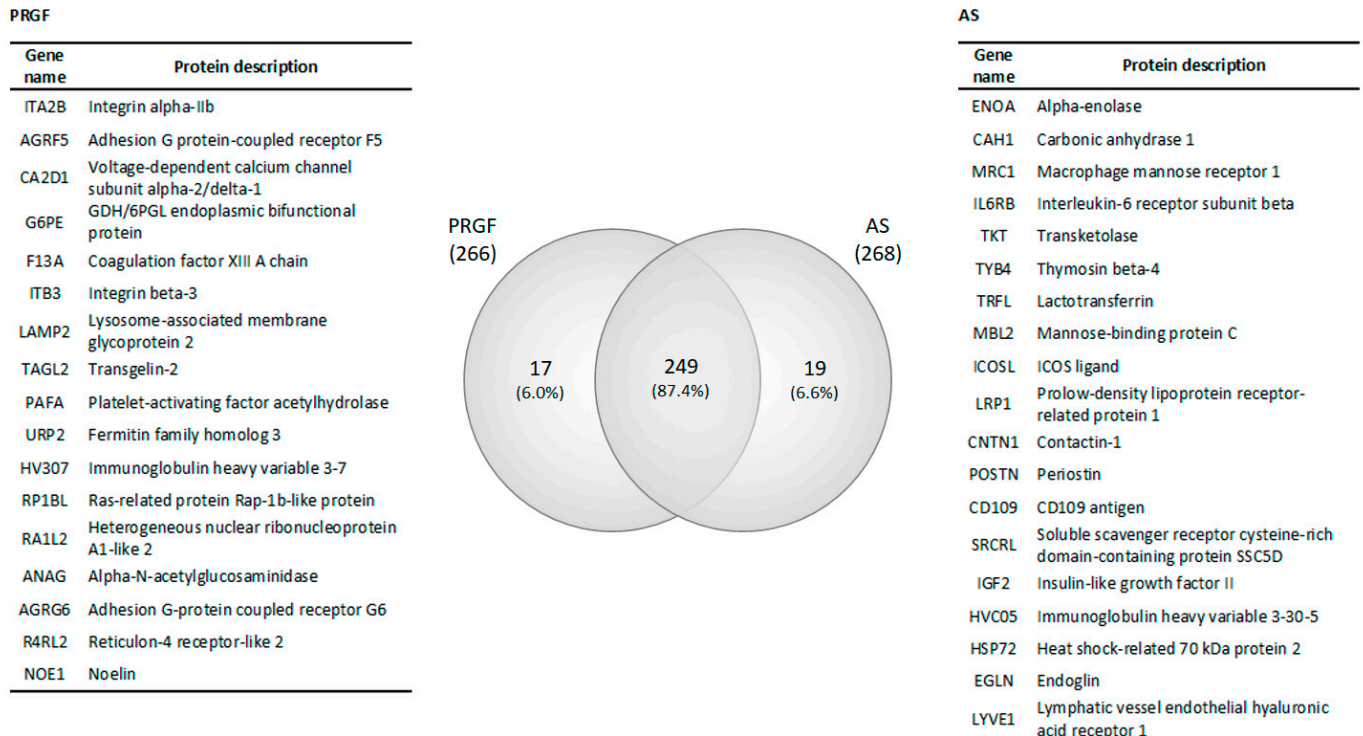 PRGF
Gene name Protein description
ITA2B Integrin alpha-IIb
AGRF5 Adhesion G protein-coupled receptor F5
CA2D1 Voltage-dependent calcium channel
subunit alpha-2/delta-1
G6PE GDH/6PGL endoplasmic bifunctional
protein
F13A Coagulation factor XIII A chain
ITB3 Integrin beta-3
LAMP2 Lysosome-associated membrane
glycoprotein 2
TAGL2 Transgelin-2
PAFA Platelet-activating factor acetylhydrolase
URP2 Fermitin family homolog 3
HV307 Immunoglobulin heavy variable 3-7
RP1BL Ras-related protein Rap-1b-like protein
RA1L2 Heterogeneous nuclear ribonucleoprotein
A1-like 2
ANAG Alpha-N-acetylglucosaminidase
AGRG6 Adhesion G-protein coupled receptor G6
R4RL2 Reticulon-4 receptor-like 2
NOE1 Noelin
PRGF
(266)
AS
(268)
17
(6.0%)
249
(87.4%)
19
(6.6%)
AS
Gene name Protein description
ENOA Alpha-enolase
CAH1 Carbonic anhydrase 1
MRC1 Macrophage mannose receptor 1
IL6RB Interleukin-6 receptor subunit beta
TKT Transketolase
TYB4 Thymosin beta-4
TRFL Lactotransferrin
MBL2 Mannose-binding protein C
ICOSL ICOS ligand
LRP1 Prolow-density lipoprotein receptor-
related protein 1
CNTN1 Contactin-1
POSTN Periostin
CD109 CD109 antigen
SRCRL Soluble scavenger receptor cysteine-rich
domain-containing protein SSC5D
IGF2 Insulin-like growth factor II
HVC05 Immunoglobulin heavy variable 3-30-5
HSP72 Heat shock-related 70 kDa protein 2
EGLN Endoglin
LYVE1 Lymphatic vessel endothelial hyaluronic
acid receptor 1